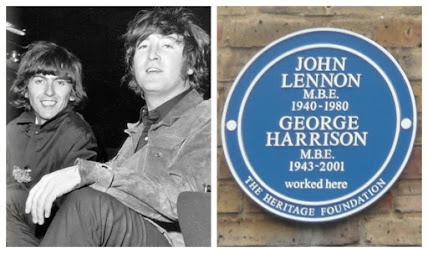 JOHN
LENNON
M.B.E.
1940-1980
GEORGE
HARRISON
M.B.E.
1943-2001
worked here
THE HERITAGE FOUNDATION